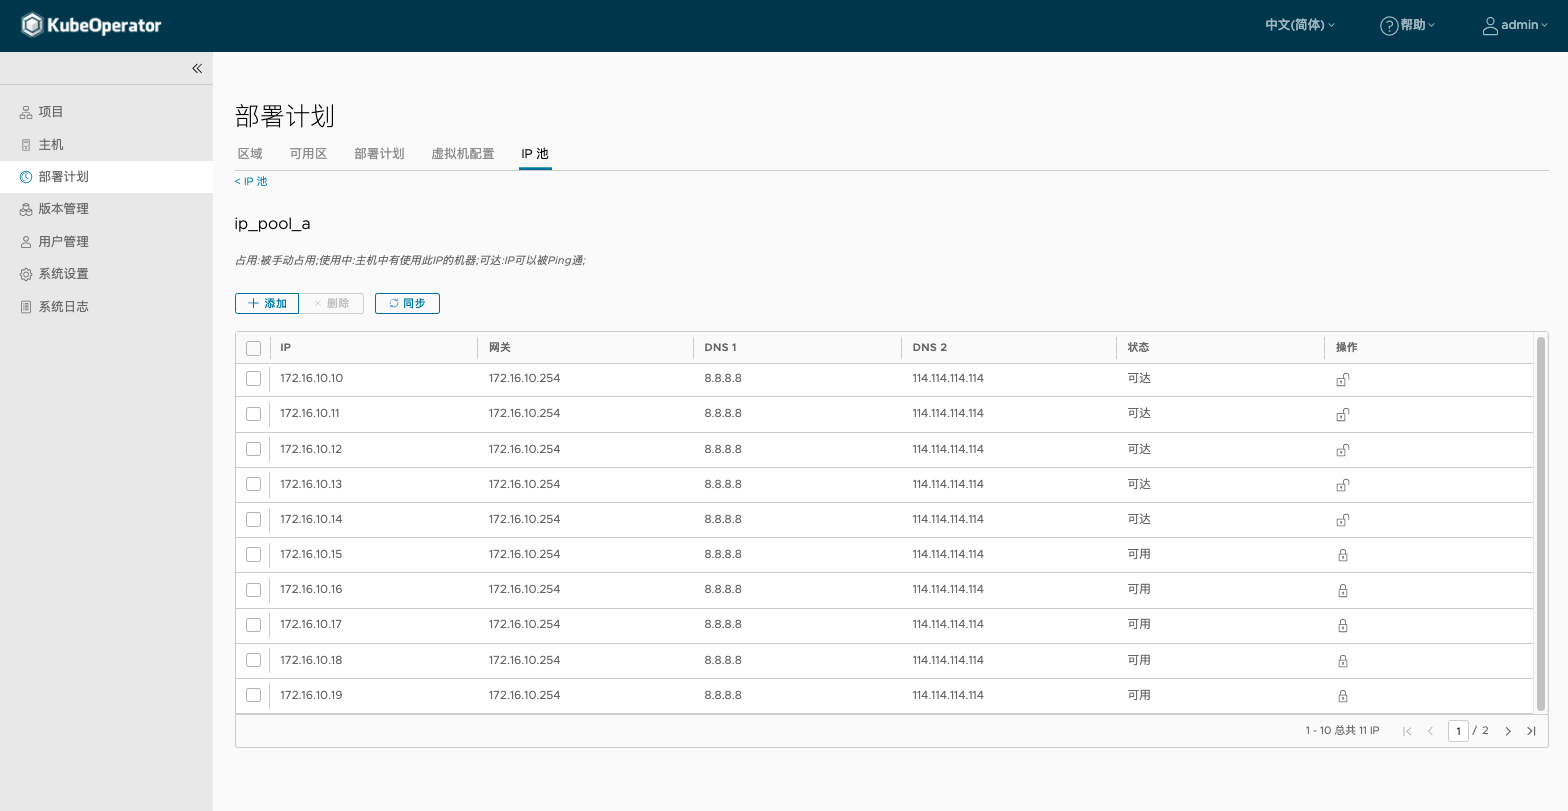 KubeOperator
中文(简体)
帮助
admin
项目
主机
部署计划
版本管理
用户管理
系统设置
系统日志
部署计划
区域 可用区 部署计划 虚拟机配置 IP 池
< IP 池
ip_pool_a
占用:被手动占用;使用中:主机中有使用此IP的机器;可达:IP可以被Ping通;
添加 删除 同步
IP 网关 DNS 1 DNS 2 状态 操作
172.16.10.10 172.16.10.254 8.8.8.8 114.114.114.114 可达
172.16.10.11 172.16.10.254 8.8.8.8 114.114.114.114 可达
172.16.10.12 172.16.10.254 8.8.8.8 114.114.114.114 可达
172.16.10.13 172.16.10.254 8.8.8.8 114.114.114.114 可达
172.16.10.14 172.16.10.254 8.8.8.8 114.114.114.114 可达
172.16.10.15 172.16.10.254 8.8.8.8 114.114.114.114 可用
172.16.10.16 172.16.10.254 8.8.8.8 114.114.114.114 可用
172.16.10.17 172.16.10.254 8.8.8.8 114.114.114.114 可用
172.16.10.18 172.16.10.254 8.8.8.8 114.114.114.114 可用
172.16.10.19 172.16.10.254 8.8.8.8 114.114.114.114 可用
1 - 10 总共 11 IP 1 / 2